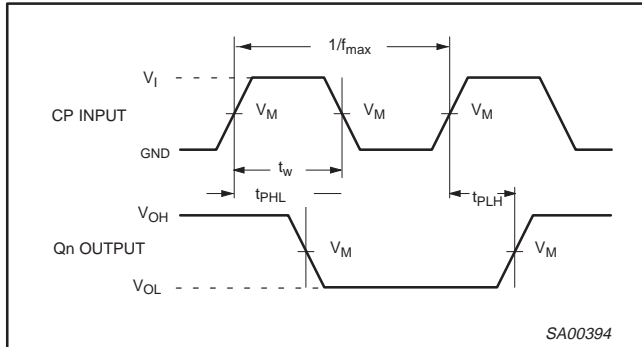 1/fmax
VI
CP INPUT
VM VM VM
GND
tw
tPHL tPLH
VOH
Qn OUTPUT
VM VM
VOL
SA00394